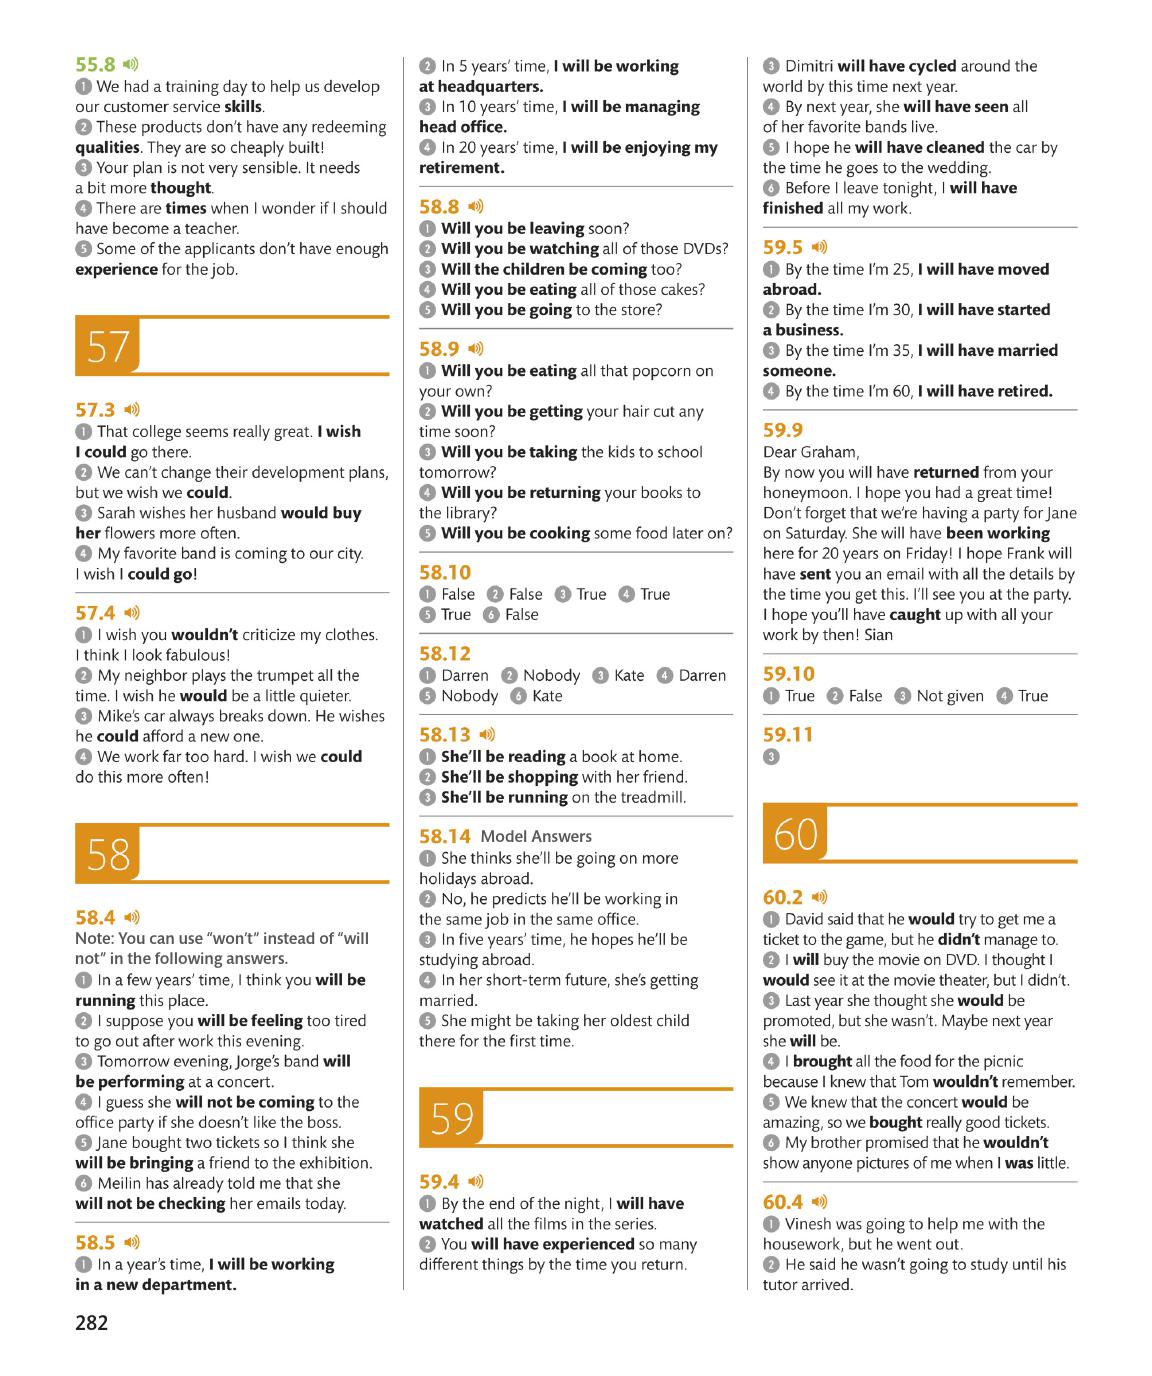 55.8
1 We had a training day to help us develop
our customer service skills.
2 These products don't have any redeeming
qualities. They are so cheaply built!
3 Your plan is not very sensible. It needs
a bit more thought.
4 There are times when I wonder if I should
have become a teacher.
5 Some of the applicants don't have enough
experience for the job.
57
57.3
1 That college seems really great. I wish
I could go there.
2 We can't change their development plans,
but we wish we could.
3 Sarah wishes her husband would buy
her flowers more often.
4 My favorite band is coming to our city.
I wish I could go!
57.4
1 I wish you wouldn't criticize my clothes.
I think I look fabulous!
2 My neighbor plays the trumpet all the
time. I wish he would be a little quieter.
3 Mike's car always breaks down. He wishes
he could afford a new one.
4 We work far too hard. I wish we could
do this more often!
58
58.4
Note: You can use “won't” instead of “will
not” in the following answers.
1 In a few years' time, I think you will be
running this place.
2 I suppose you will be feeling too tired
to go out after work this evening.
3 Tomorrow evening, Jorge's band will
be performing at a concert.
4 I guess she will not be coming to the
office party if she doesn't like the boss.
5 Jane bought two tickets so I think she
will be bringing a friend to the exhibition.
6 Meilin has already told me that she
will not be checking her emails today.
58.5
1 In a year's time, I will be working
in a new department.
2 In 5 years' time, I will be working
at headquarters.
3 In 10 years' time, I will be managing
head office.
4 In 20 years' time, I will be enjoying my
retirement.
58.8
1 Will you be leaving soon?
2 Will you be watching all of those DVDs?
3 Will the children be coming too?
4 Will you be eating all of those cakes?
5 Will you be going to the store?
58.9
1 Will you be eating all that popcorn on
your own?
2 Will you be getting your hair cut any
time soon?
3 Will you be taking the kids to school
tomorrow?
4 Will you be returning your books to
the library?
5 Will you be cooking some food later on?
58.10
1 False 2 False 3 True 4 True
5 True 6 False
58.12
1 Darren 2 Nobody 3 Kate 4 Darren
5 Nobody 6 Kate
58.13
1 She'll be reading a book at home.
2 She'll be shopping with her friend.
3 She'll be running on the treadmill.
58.14 Model Answers
1 She thinks she'll be going on more
holidays abroad.
2 No, he predicts he'll be working in
the same job in the same office.
3 In five years' time, he hopes he'll be
studying abroad.
4 In her short-term future, she's getting
married.
5 She might be taking her oldest child
there for the first time.
59
59.4
1 By the end of the night, I will have
watched all the films in the series.
2 You will have experienced so many
different things by the time you return.
3 Dimitri will have cycled around the
world by this time next year.
4 By next year, she will have seen all
of her favorite bands live.
5 I hope he will have cleaned the car by
the time he goes to the wedding.
6 Before I leave tonight, I will have
finished all my work.
59.5
1 By the time I'm 25, I will have moved
abroad.
2 By the time I'm 30, I will have started
a business.
3 By the time I'm 35, I will have married
someone.
4 By the time I'm 60, I will have retired.
59.9
Dear Graham,
By now you will have returned from your
honeymoon. I hope you had a great time!
Don't forget that we're having a party for Jane
on Saturday. She will have been working
here for 20 years on Friday! I hope Frank will
have sent you an email with all the details by
the time you get this. I'll see you at the party.
I hope you'll have caught up with all your
work by then! Sian
59.10
1 True 2 False 3 Not given 4 True
59.11
3
60
60.2
1 David said that he would try to get me a
ticket to the game, but he didn't manage to.
2 I will buy the movie on DVD. I thought I
would see it at the movie theater, but I didn't.
3 Last year she thought she would be
promoted, but she wasn't. Maybe next year
she will be.
4 I brought all the food for the picnic
because I knew that Tom wouldn't remember.
5 We knew that the concert would be
amazing, so we bought really good tickets.
6 My brother promised that he wouldn't
show anyone pictures of me when I was little.
60.4
1 Vinesh was going to help me with the
housework, but he went out.
2 He said he wasn't going to study until his
tutor arrived.
282